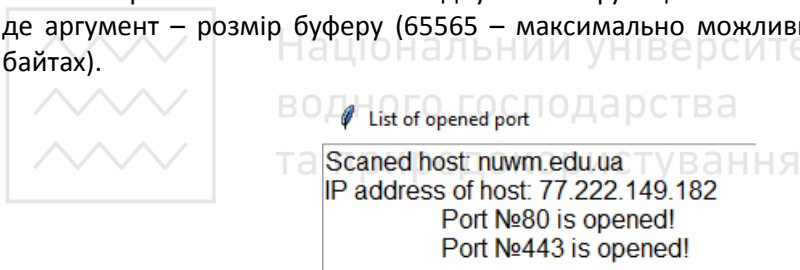 де аргумент – розмір буферу (65565 – максимально можливи
байтах).
Національний університе
водного господарства
та природокористування
List of opened port
Scaned host: nuwm.edu.ua
IP address of host: 77.222.149.182
Port №80 is opened!
Port №443 is opened!